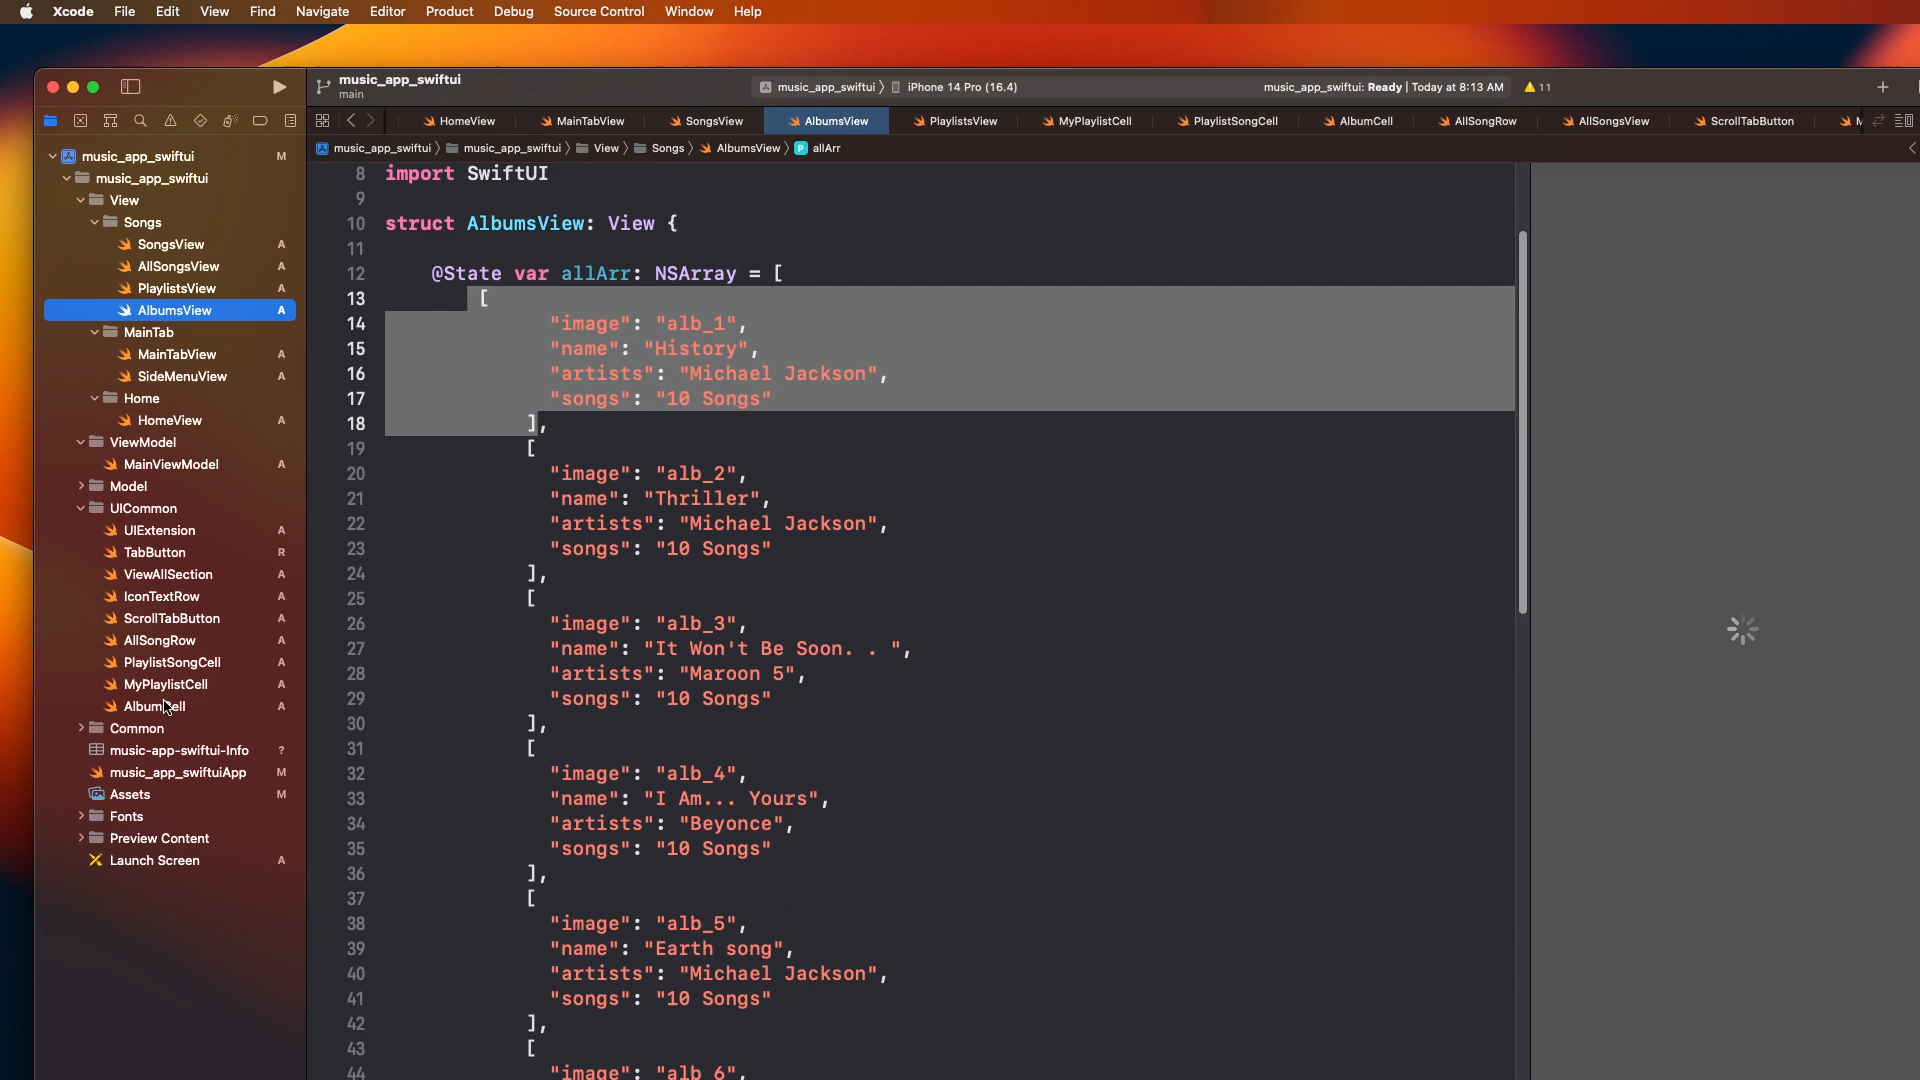 Xcode File Edit View Find Navigate Editor Product Debug Source Control Window Help
music_app_swiftui
main
music_app_swiftui 〉 iPhone 14 Pro (16.4)
music_app_swiftui: Ready | Today at 8:13 AM
11
HomeView MainTabView SongsView AlbumsView PlaylistsView MyPlaylistCell PlaylistSongCell AlbumCell AllSongRow AllSongsView ScrollTabButton
music_app_swiftui 〉 music_app_swiftui 〉 View 〉 Songs 〉 AlbumsView 〉 P allArr
music_app_swiftui M
music_app_swiftui
View
Songs
SongsView A
AllSongsView A
PlaylistsView A
AlbumsView A
MainTab
MainTabView A
SideMenuView A
Home
HomeView A
ViewModel
MainViewModel A
Model
UICommon
UIExtension A
TabButton R
ViewAllSection A
IconTextRow A
ScrollTabButton A
AllSongRow A
PlaylistSongCell A
MyPlaylistCell A
AlbumCell A
Common
music-app-swiftui-Info ?
music_app_swiftuiApp M
Assets M
Fonts
Preview Content
Launch Screen A
8 import SwiftUI
9
10 struct AlbumsView: View {
11
12 @State var allArr: NSArray = [
13 [
14 "image": "alb_1",
15 "name": "History",
16 "artists": "Michael Jackson",
17 "songs": "10 Songs"
18 ],
19 [
20 "image": "alb_2",
21 "name": "Thriller",
22 "artists": "Michael Jackson",
23 "songs": "10 Songs"
24 ],
25 [
26 "image": "alb_3",
27 "name": "It Won't Be Soon. . ",
28 "artists": "Maroon 5",
29 "songs": "10 Songs"
30 ],
31 [
32 "image": "alb_4",
33 "name": "I Am... Yours",
34 "artists": "Beyonce",
35 "songs": "10 Songs"
36 ],
37 [
38 "image": "alb_5",
39 "name": "Earth song",
40 "artists": "Michael Jackson",
41 "songs": "10 Songs"
42 ],
43 [
44 "image": "alb_6",